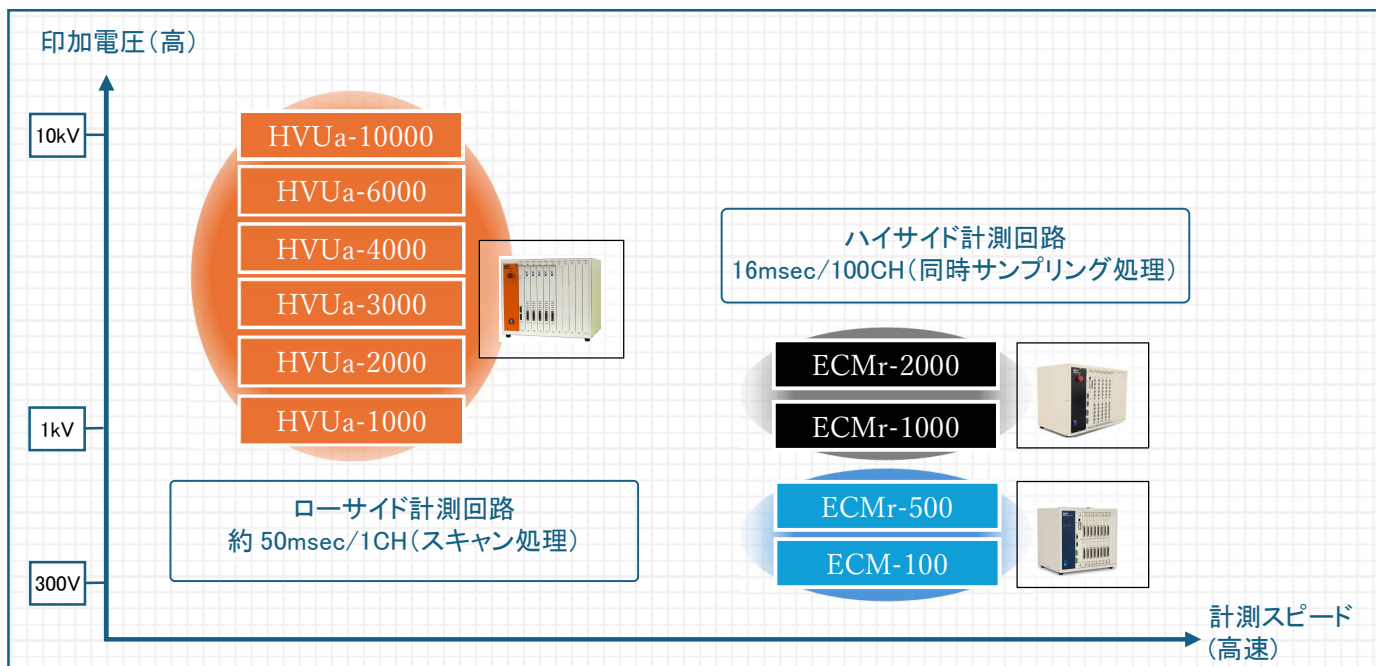 印加電圧(高)
10kV
1kV
300V
HVUa-10000
HVUa-6000
HVUa-4000
HVUa-3000
HVUa-2000
HVUa-1000
ローサイド計測回路
約 50msec/1CH(スキャン処理)
ハイサイド計測回路
16msec/100CH(同時サンプリング処理)
ECMr-2000
ECMr-1000
ECMr-500
ECM-100
計測スピード
(高速)